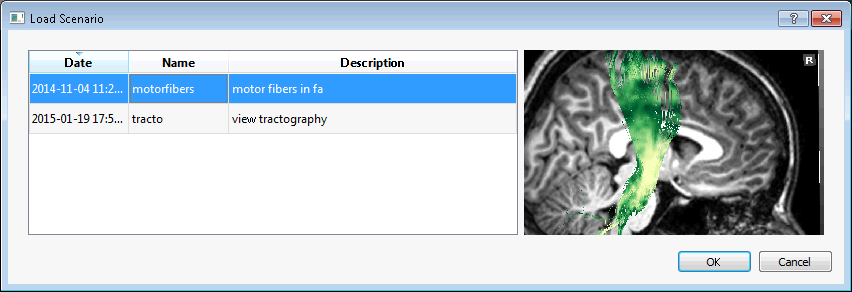 Load Scenario
?
Date Name Description
2014-11-04 11:2... motorfibers motor fibers in fa
2015-01-19 17:5... tracto view tractography
R
OK Cancel